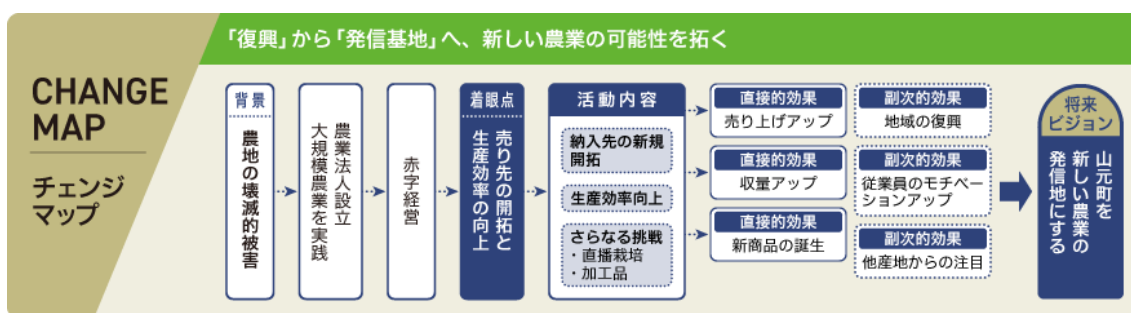 「復興」から「発信基地」へ、新しい農業の可能性を拓く
CHANGE
MAP
チェンジ
マップ
背景
農地の壊滅的被害
農業法人設立
大規模農業を実践
赤字経営
着眼点
売り先の開拓と
生産効率の向上
活動内容
納入先の新規
開拓
生産効率向上
さらなる挑戦
・直播栽培
・加工品
直接的効果
売り上げアップ
直接的効果
収量アップ
直接的効果
新商品の誕生
副次的効果
地域の復興
副次的効果
従業員のモチベー
ションアップ
副次的効果
他産地からの注目
将来
ビジョン
山元町を
新しい農業の
発信地にする